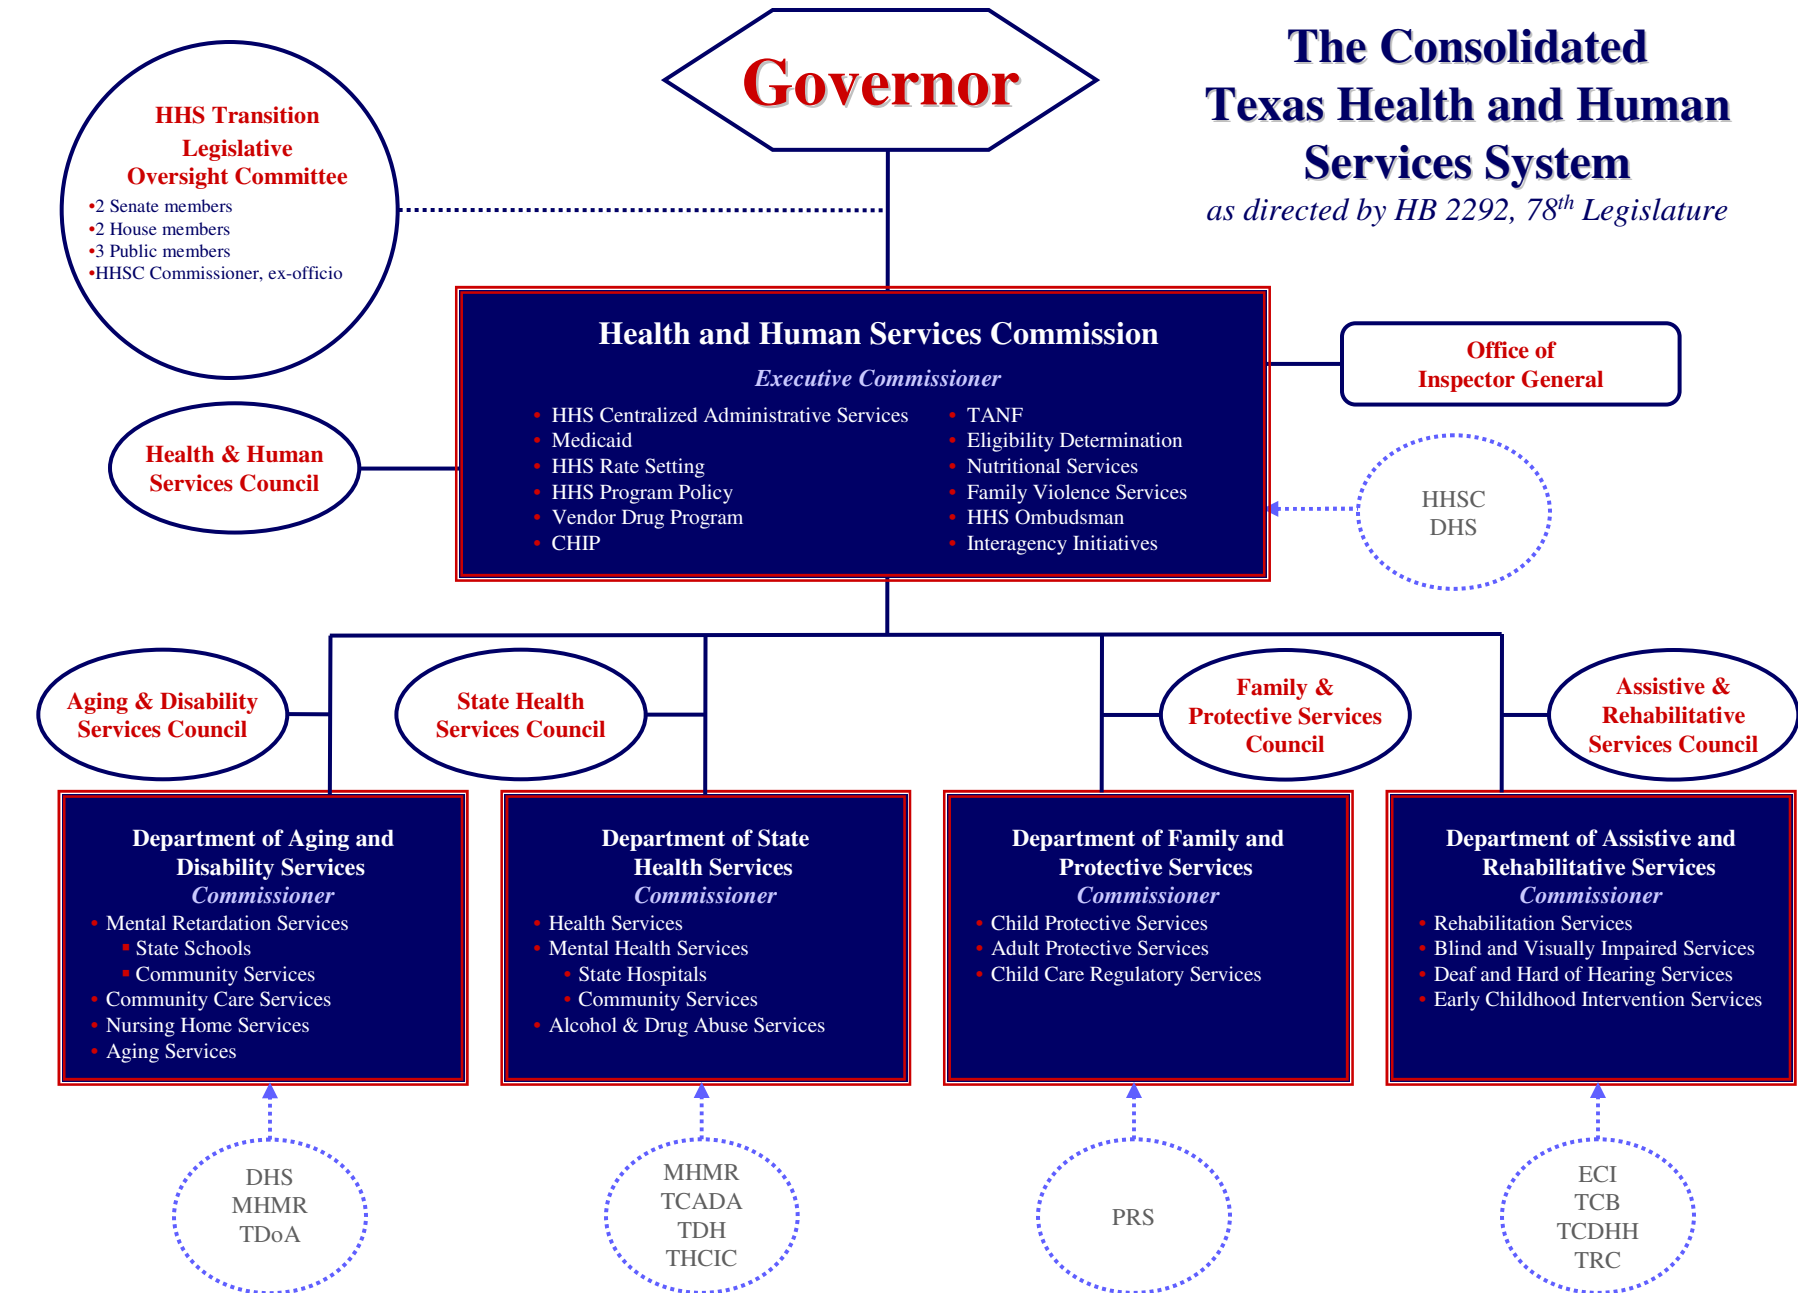 Governor
The Consolidated
Texas Health and Human
Services System
as directed by HB 2292, 78th Legislature
HHS Transition
Legislative
Oversight Committee
•2 Senate members
•2 House members
•3 Public members
•HHSC Commissioner, ex-officio
Health and Human Services Commission
Executive Commissioner
• HHS Centralized Administrative Services
• Medicaid
• HHS Rate Setting
• HHS Program Policy
• Vendor Drug Program
• CHIP
• TANF
• Eligibility Determination
• Nutritional Services
• Family Violence Services
• HHS Ombudsman
• Interagency Initiatives
Office of
Inspector General
Health & Human
Services Council
HHSC
DHS
Aging & Disability
Services Council
State Health
Services Council
Family &
Protective Services
Council
Assistive &
Rehabilitative
Services Council
Department of Aging and
Disability Services
Commissioner
• Mental Retardation Services
▪ State Schools
▪ Community Services
• Community Care Services
• Nursing Home Services
• Aging Services
Department of State
Health Services
Commissioner
• Health Services
• Mental Health Services
• State Hospitals
• Community Services
• Alcohol & Drug Abuse Services
Department of Family and
Protective Services
Commissioner
• Child Protective Services
• Adult Protective Services
• Child Care Regulatory Services
Department of Assistive and
Rehabilitative Services
Commissioner
• Rehabilitation Services
• Blind and Visually Impaired Services
• Deaf and Hard of Hearing Services
• Early Childhood Intervention Services
DHS
MHMR
TDoA
MHMR
TCADA
TDH
THCIC
PRS
ECI
TCB
TCDHH
TRC